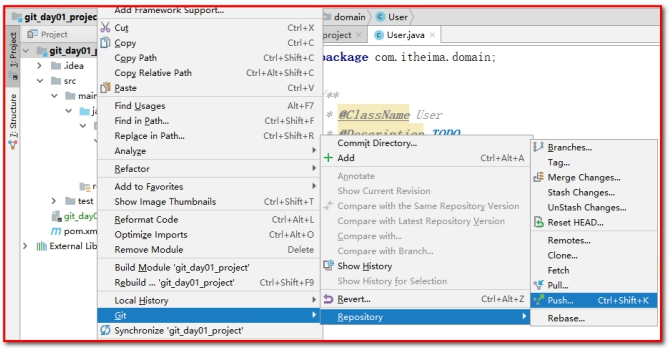 git_day01_project
domain
User
Project
1: Project
7: Structure
git_day01_p
.idea
src
main
test
git_day0
pom.xm
External Lib
Add Framework Support...
Cut Ctrl+X
Copy Ctrl+C
Copy Path Ctrl+Shift+C
Copy Relative Path Ctrl+Alt+Shift+C
Paste Ctrl+V
Find Usages Alt+F7
Find in Path... Ctrl+Shift+F
Replace in Path... Ctrl+Shift+R
Analyze
Refactor
Add to Favorites
Show Image Thumbnails Ctrl+Shift+T
Reformat Code Ctrl+Alt+L
Optimize Imports Ctrl+Alt+O
Remove Module Delete
Build Module 'git_day01_project'
Rebuild ... 'git_day01_project' Ctrl+Shift+F9
Local History
Git
Synchronize 'git_day01_project'
project
User.java
package com.itheima.domain;
/**
* @ClassName User
* @Description TODO
Commit Directory...
Add Ctrl+Alt+A
Annotate
Show Current Revision
Compare with the Same Repository Version
Compare with Latest Repository Version
Compare with...
Compare with Branch...
Show History
Show History for Selection
Revert... Ctrl+Alt+Z
Repository
Branches...
Tag...
Merge Changes...
Stash Changes...
UnStash Changes...
Reset HEAD...
Remotes...
Clone...
Fetch
Pull...
Push... Ctrl+Shift+K
Rebase...